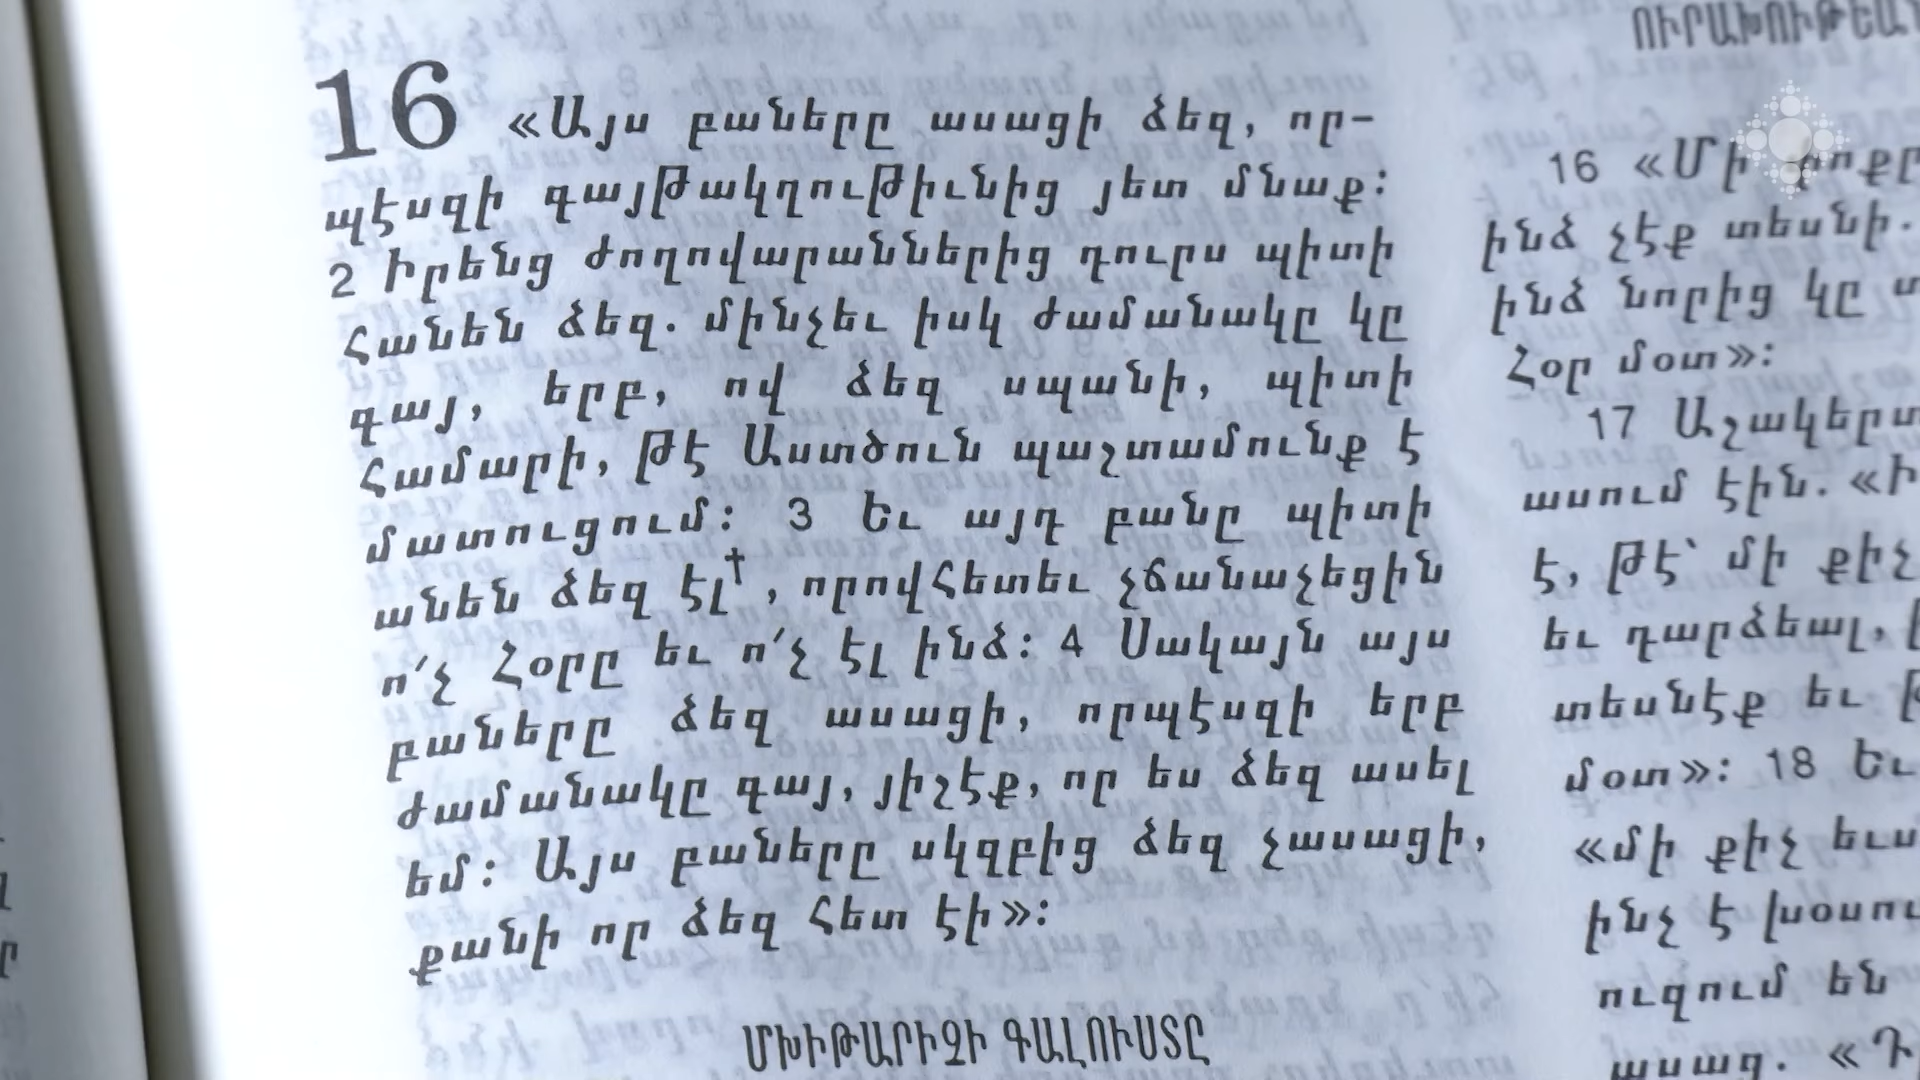 16 «Այս բաները ասացի ձեզ, որ-
պէսզի գայթակղութիւնից յետ մնաք:
2 Իրենց ժողովարաններից դուրս պիտի
հանեն ձեզ. մինչեւ իսկ ժամանակը կը
գայ, երբ, ով ձեզ սպանի, պիտի
համարի, թէ Աստծուն պաշտամունք է
մատուցում: 3 Եւ այդ բանը պիտի
անեն ձեզ էլ†, որովհետեւ չճանաչեցին
ո՛չ Հօրը եւ ո՛չ էլ ինձ: 4 Սակայն այս
բաները ձեզ ասացի, որպէսզի երբ
ժամանակը գայ, յիշէք, որ ես ձեզ ասել
եմ: Այս բաները սկզբից ձեզ չասացի,
քանի որ ձեզ հետ էի»:
ՄԽԻԹԱՐԻՉԻ ԳԱԼՈՒՍՏԸ
ՈՒՐԱԽՈՒԹԵԱՆ
16 «Մի
ինձ չէք տեսնի.
ինձ նորից կը
Հօր մօտ»:
17
ասում էին.
է, թէ՝ մի քիչ
եւ դարձեալ,
տեսնէք եւ
մօտ»: 18 Եւ
«մի քիչ
ինչ է
ուզում են
ասաց.